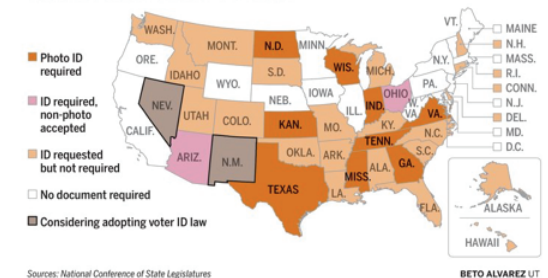 Photo ID
required
ID required,
non-photo
accepted
ID requested
but not required
No document required
Considering adopting voter ID law
WASH.
ORE.
CALIF.
NEV.
IDAHO
MONT.
WYO.
UTAH
COLO.
ARIZ.
N.M.
N.D.
S.D.
NEB.
KAN.
OKLA.
TEXAS
MINN.
IOWA
MO.
ARK.
LA.
WIS.
ILL.
MICH.
IND.
OHIO
KY.
TENN.
MISS.
ALA.
GA.
FLA.
S.C.
N.C.
VA.
W.
VA
PA.
N.Y.
VT.
MAINE
N.H.
MASS.
R.I.
CONN.
N.J.
DEL.
MD.
D.C.
ALASKA
HAWAII
Sources: National Conference of State Legislatures
BETO ALVAREZ UT